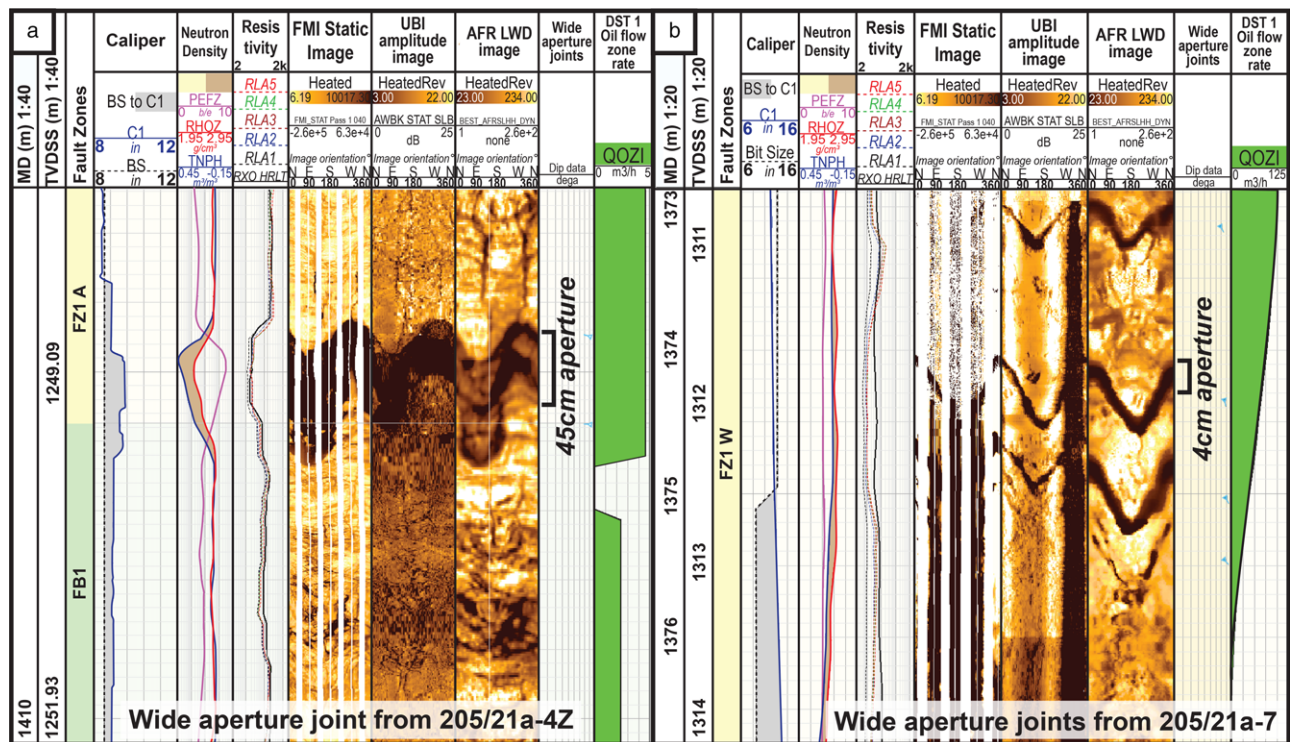 a
MD (m) 1:40
TVDSS (m) 1:40
Fault Zones
Caliper
BS to C1
C1
8 in 12
BS
8 in 12
Neutron
Density
PEFZ
0 b/e 10
RHOZ
1.95 2.95
g/cm³
TNPH
0.45 -0.15
m³/m³
Resis
tivity
2 2k
RLA5
RLA4
RLA3
RLA2
RLA1
RXO HRLT
FMI Static
Image
Heated
6.19 10017.33
FMI_STAT Pass 1 040
-2.6e+5 6.3e+4
Image orientation°
N E S W N
0 90 180 360
UBI
amplitude
image
HeatedRev
3.00 22.00
AWBK STAT SLB
0 25
dB
Image orientation°
N E S W N
0 90 180 360
AFR LWD
image
HeatedRev
23.00 234.00
BEST_AFRSLHH_DYN
1 2.6e+2
none
Image orientation°
N E S W N
0 90 180 360
Wide
aperture
joints
Dip data
dega
DST 1
Oil flow
zone
rate
QOZI
0 m3/h 5
FZ1 A
FB1
1249.09
1410
1251.93
45cm aperture
Wide aperture joint from 205/21a-4Z
b
MD (m) 1:20
TVDSS (m) 1:20
Fault Zones
Caliper
BS to C1
C1
6 in 16
Bit Size
6 in 16
Neutron
Density
PEFZ
0 b/e 10
RHOZ
1.95 2.95
g/cm³
TNPH
0.45 -0.15
m³/m³
Resis
tivity
2 2k
RLA5
RLA4
RLA3
RLA2
RLA1
RXO HRLT
FMI Static
Image
Heated
6.19 10017.33
FMI_STAT Pass 1 040
-2.6e+5 6.3e+4
Image orientation°
N E S W N
0 90 180 360
UBI
amplitude
image
HeatedRev
3.00 22.00
AWBK STAT SLB
0 25
dB
Image orientation°
N E S W N
0 90 180 360
AFR LWD
image
HeatedRev
23.00 234.00
BEST_AFRSLHH_DYN
1 2.6e+2
none
Image orientation°
N E S W N
0 90 180 360
Wide
aperture
joints
Dip data
dega
DST 1
Oil flow
zone
rate
QOZI
0 125
m3/h
1373
1374
1375
1376
1311
1312
1313
1314
FZ1 W
4cm aperture
Wide aperture joints from 205/21a-7